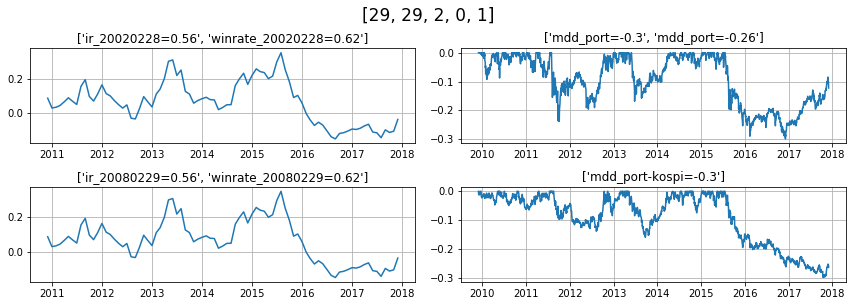 [29, 29, 2, 0, 1]
['ir_20020228=0.56', 'winrate_20020228=0.62']
0.2
0.0
2011 2012 2013 2014 2015 2016 2017 2018
['mdd_port=-0.3', 'mdd_port=-0.26']
0.0
−0.1
−0.2
−0.3
2010 2011 2012 2013 2014 2015 2016 2017 2018
['ir_20080229=0.56', 'winrate_20080229=0.62']
0.2
0.0
2011 2012 2013 2014 2015 2016 2017 2018
['mdd_port-kospi=-0.3']
0.0
−0.1
−0.2
−0.3
2010 2011 2012 2013 2014 2015 2016 2017 2018